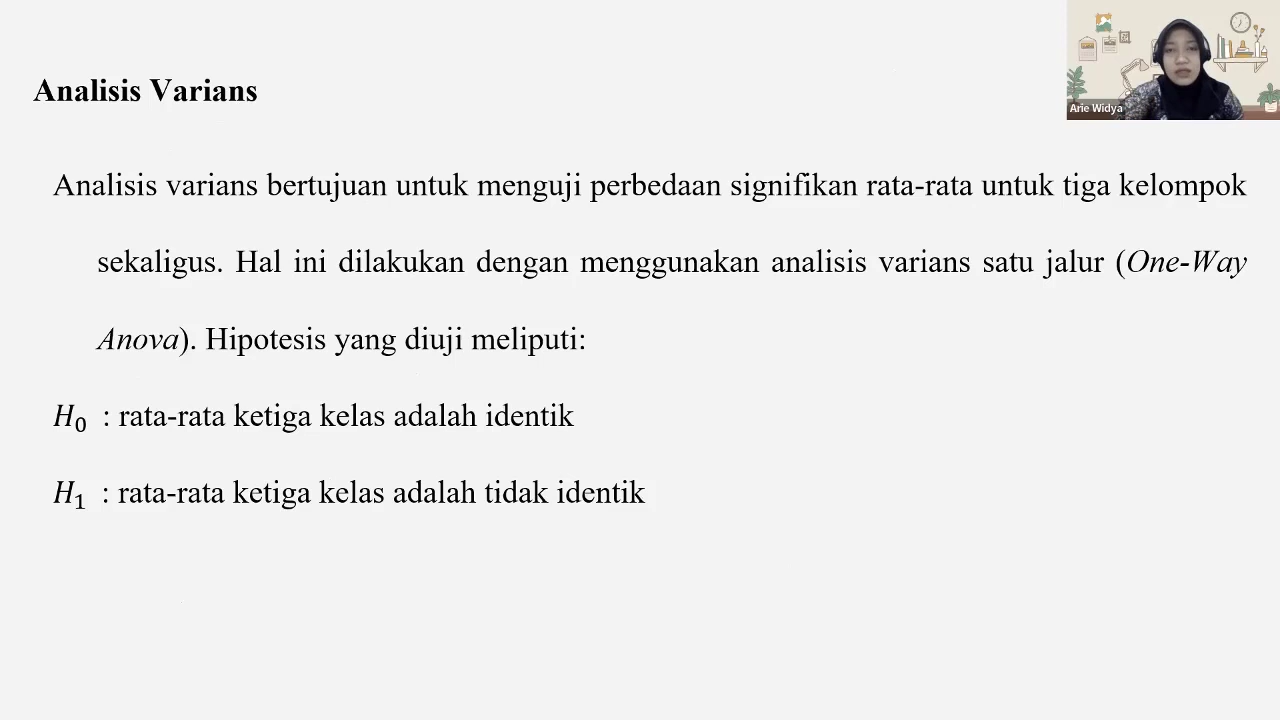 Analisis Varians
Arie Widya
Analisis varians bertujuan untuk menguji perbedaan signifikan rata-rata untuk tiga kelompok
sekaligus. Hal ini dilakukan dengan menggunakan analisis varians satu jalur (One-Way
Anova). Hipotesis yang diuji meliputi:
H₀ : rata-rata ketiga kelas adalah identik
H₁ : rata-rata ketiga kelas adalah tidak identik